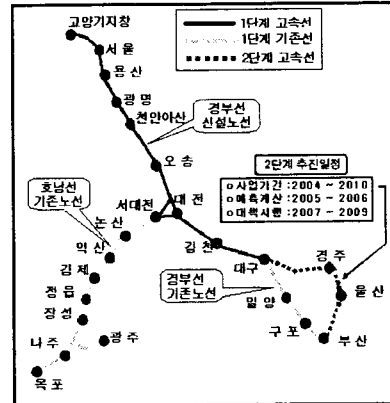 고양기지창
서울
용산
광명
천안아산
오송
서대전
대전
논산
익산
김제
정읍
장성
나주
광주
목포
김천
대구
밀양
구포
부산
경주
울산
1단계 고속선
1단계 기존선
2단계 고속선
경부선
신설노선
호남선
기존노선
경부선
기존노선
2단계 추진일정
o사업기간 :2004 ~ 2010
o예측계산 :2005 ~ 2006
o대책시행 :2007 ~ 2009